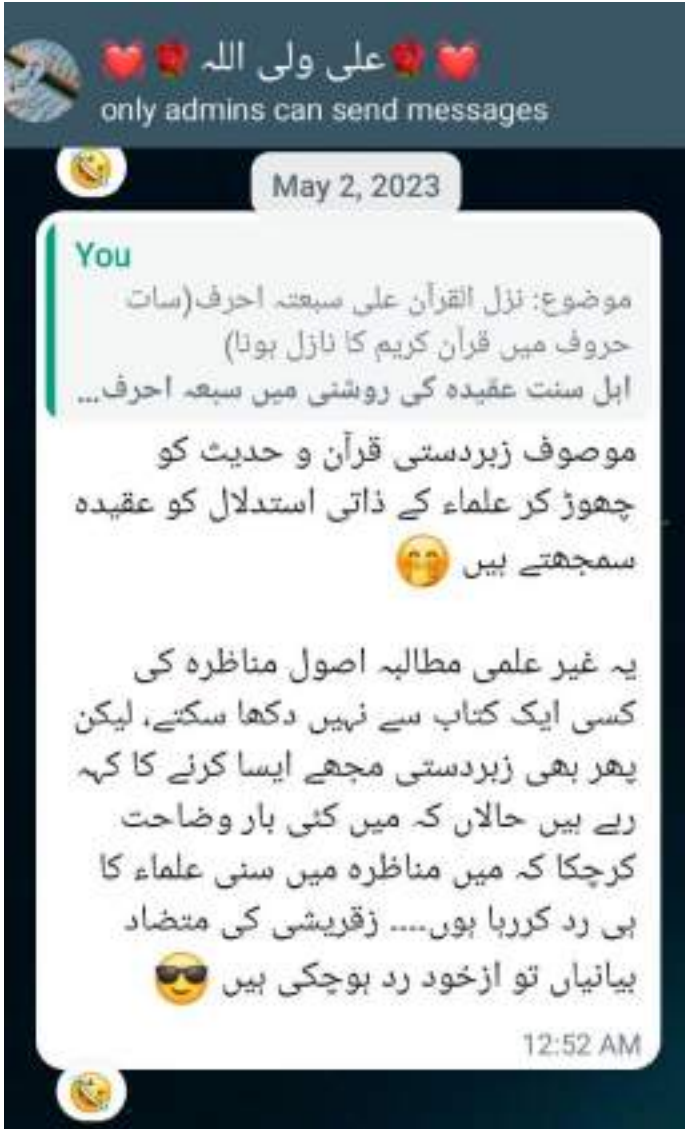 💓🌹علی ولی اللہ🌹💓
only admins can send messages
May 2, 2023
You
موضوع: نزل القرآن علی سبعتہ احرف(سات
حروف میں قرآن کریم کا نازل ہونا)
اہل سنت عقیدہ کی روشنی میں سبعہ احرف...
موصوف زبردستی قرآن و حدیث کو
چھوڑ کر علماء کے ذاتی استدلال کو عقیدہ
سمجھتے ہیں 🤭
یہ غیر علمی مطالبہ اصول مناظرہ کی
کسی ایک کتاب سے نہیں دکھا سکتے، لیکن
پھر بھی زبردستی مجھے ایسا کرنے کا کہہ
رہے ہیں حالاں کہ میں کئی بار وضاحت
کرچکا کہ میں مناظرہ میں سنی علماء کا
ہی رد کررہا ہوں.... زقریشی کی متضاد
بیانیاں تو ازخود رد ہوچکی ہیں 😎
12:52 AM